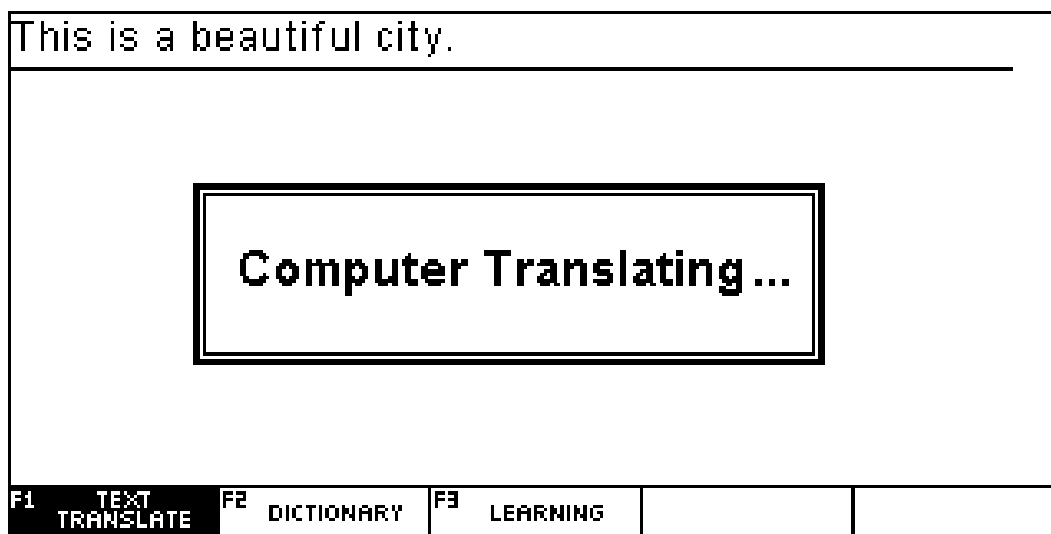 This is a beautiful city.
Computer Translating...
F1 TEXT TRANSLATE F2 DICTIONARY F3 LEARNING